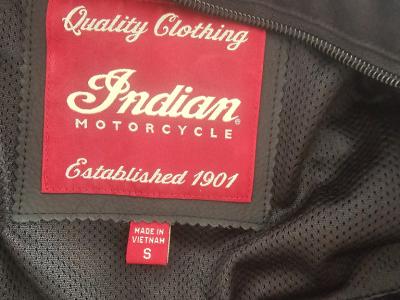 Quality Clothing
Indian®
MOTORCYCLE
Established 1901
MADE IN
VIETNAM
S